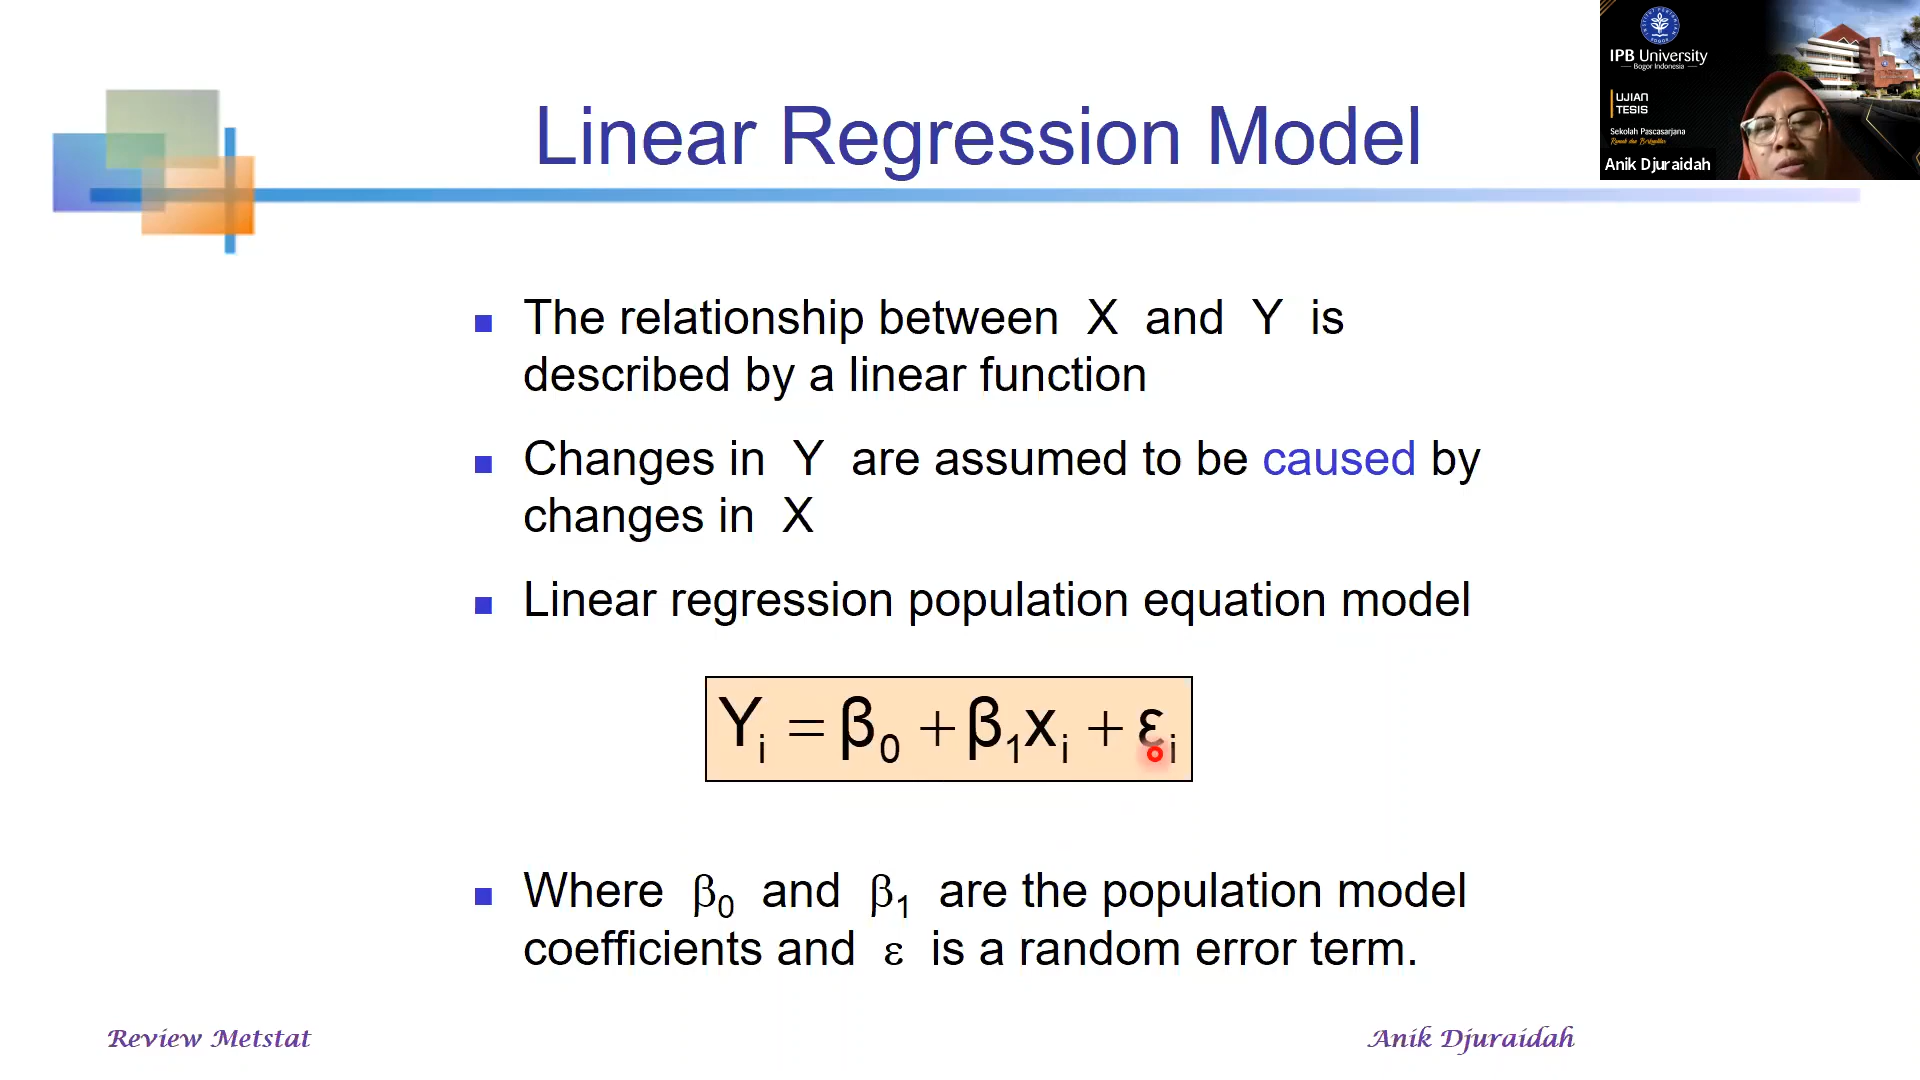 IPB University
Bogor Indonesia
UJIAN
TESIS
Sekolah Pascasarjana
Anik Djuraidah
Linear Regression Model
The relationship between X and Y is
described by a linear function
Changes in Y are assumed to be caused by
changes in X
Linear regression population equation model
Yᵢ = β₀ + β₁xᵢ + εᵢ
Where β₀ and β₁ are the population model
coefficients and ε is a random error term.
Review Metstat
Anik Djuraidah